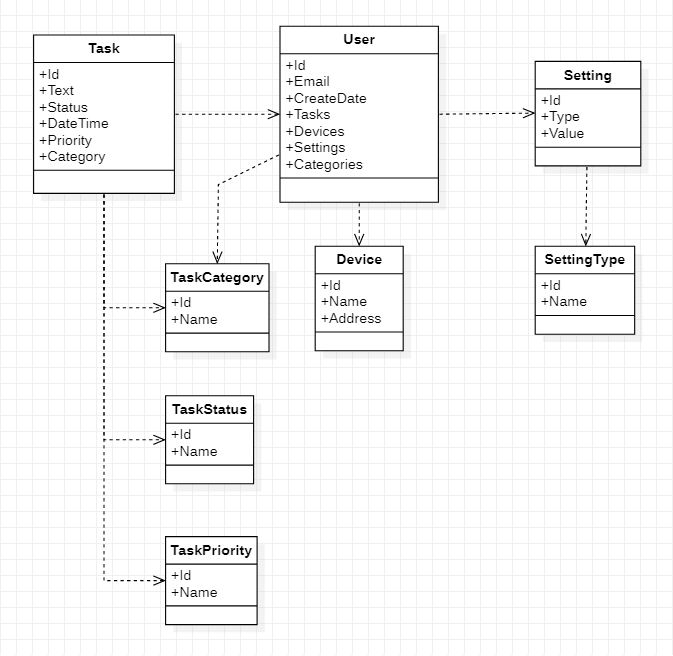 Task
+Id
+Text
+Status
+DateTime
+Priority
+Category
User
+Id
+Email
+CreateDate
+Tasks
+Devices
+Settings
+Categories
Setting
+Id
+Type
+Value
TaskCategory
+Id
+Name
Device
+Id
+Name
+Address
SettingType
+Id
+Name
TaskStatus
+Id
+Name
TaskPriority
+Id
+Name